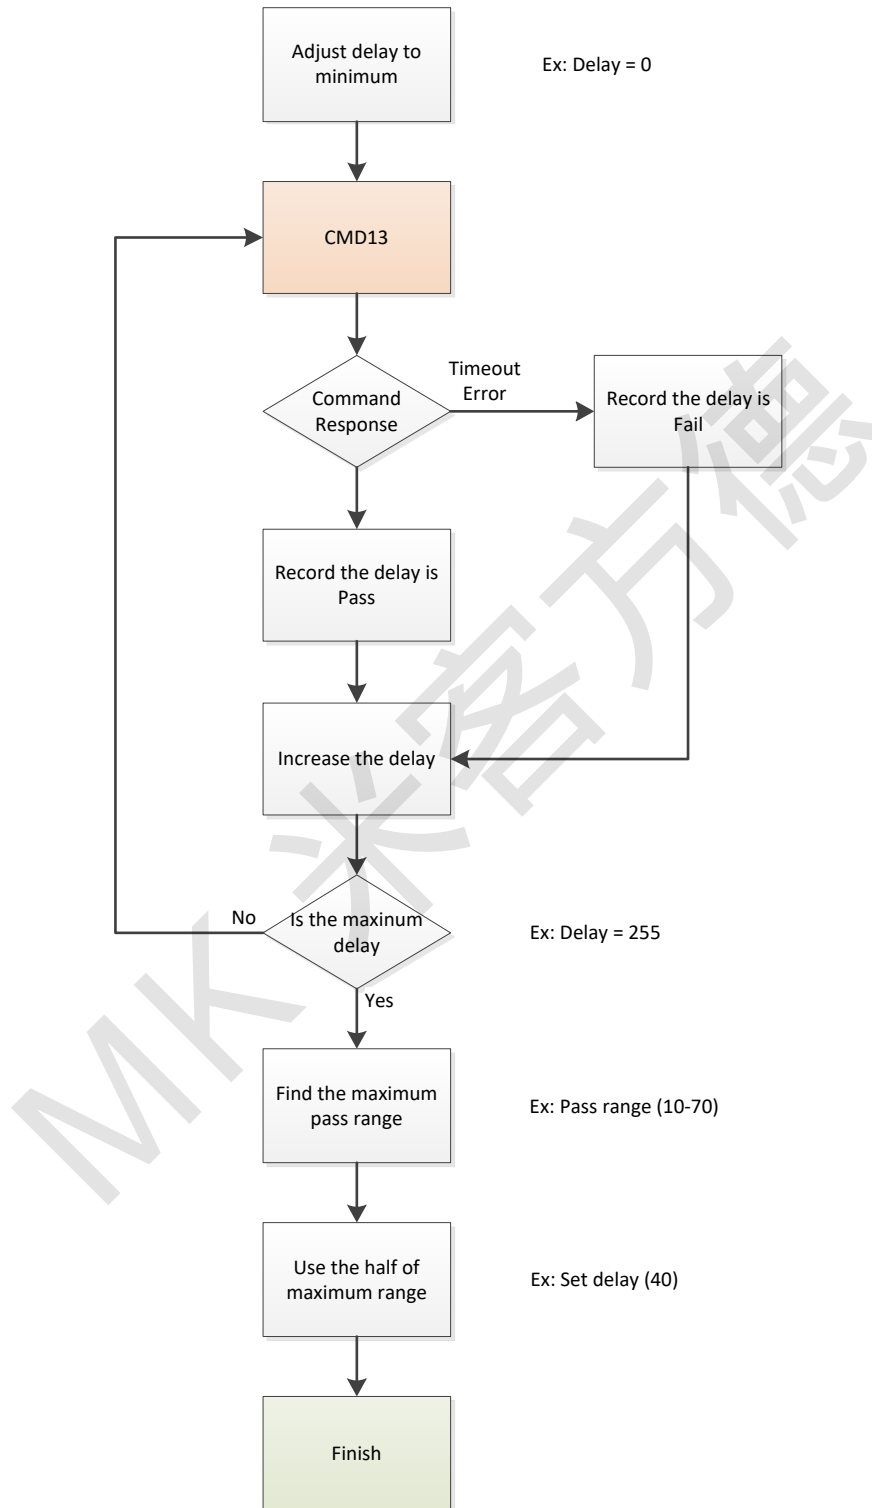 Adjust delay to
minimum
Ex: Delay = 0
CMD13
Command
Response
Timeout
Error
Record the delay is
Fail
Record the delay is
Pass
Increase the delay
Is the maxinum
delay
No
Ex: Delay = 255
Yes
Find the maximum
pass range
Ex: Pass range (10-70)
Use the half of
maximum range
Ex: Set delay (40)
Finish
MK 米客方德